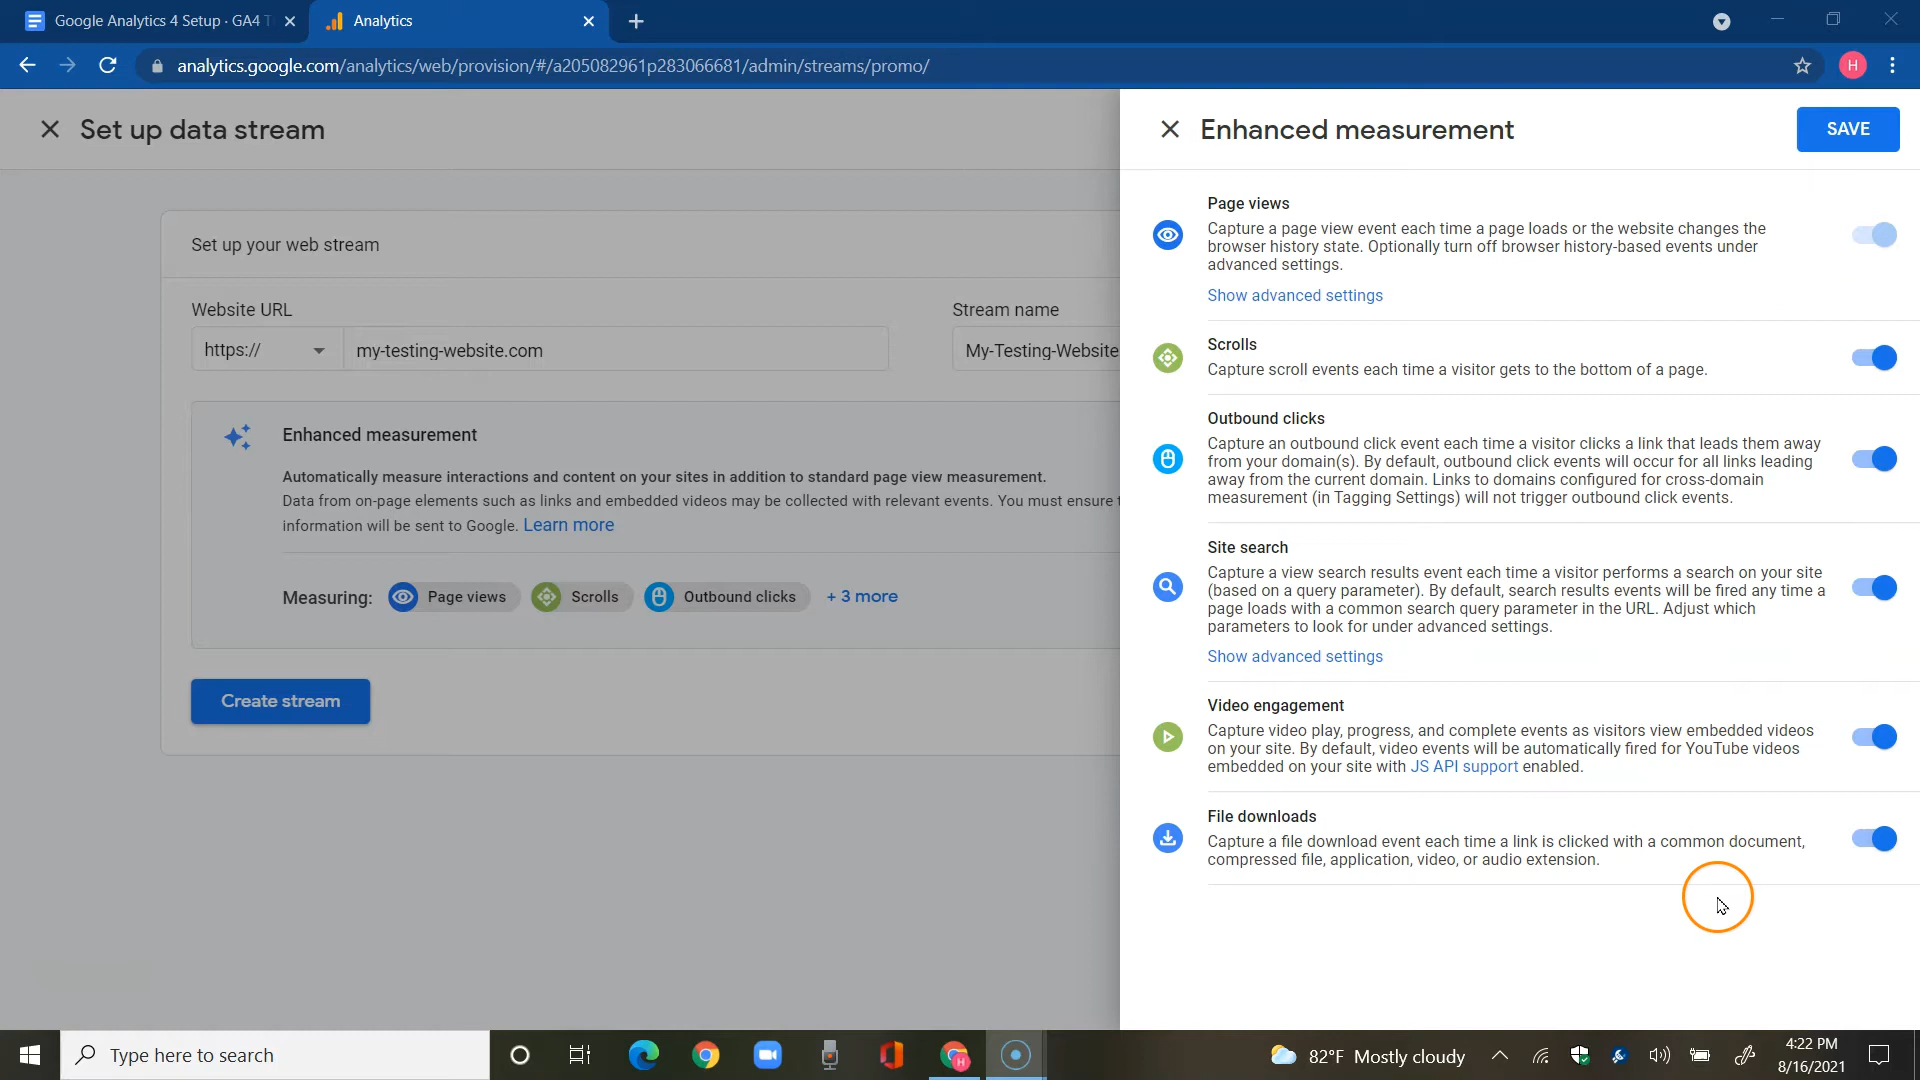 Google Analytics 4 Setup · GA4 T
Analytics
analytics.google.com/analytics/web/provision/#/a205082961p283066681/admin/streams/promo/
H
Set up data stream
Enhanced measurement
SAVE
Set up your web stream
Website URL
Stream name
https://
my-testing-website.com
My-Testing-Website
Enhanced measurement
Automatically measure interactions and content on your sites in addition to standard page view measurement.
Data from on-page elements such as links and embedded videos may be collected with relevant events. You must ensure t
information will be sent to Google. Learn more
Measuring:
Page views
Scrolls
Outbound clicks
+ 3 more
Create stream
Page views
Capture a page view event each time a page loads or the website changes the
browser history state. Optionally turn off browser history-based events under
advanced settings.
Show advanced settings
Scrolls
Capture scroll events each time a visitor gets to the bottom of a page.
Outbound clicks
Capture an outbound click event each time a visitor clicks a link that leads them away
from your domain(s). By default, outbound click events will occur for all links leading
away from the current domain. Links to domains configured for cross-domain
measurement (in Tagging Settings) will not trigger outbound click events.
Site search
Capture a view search results event each time a visitor performs a search on your site
(based on a query parameter). By default, search results events will be fired any time a
page loads with a common search query parameter in the URL. Adjust which
parameters to look for under advanced settings.
Show advanced settings
Video engagement
Capture video play, progress, and complete events as visitors view embedded videos
on your site. By default, video events will be automatically fired for YouTube videos
embedded on your site with JS API support enabled.
File downloads
Capture a file download event each time a link is clicked with a common document,
compressed file, application, video, or audio extension.
Type here to search
H
82°F Mostly cloudy
4:22 PM
8/16/2021